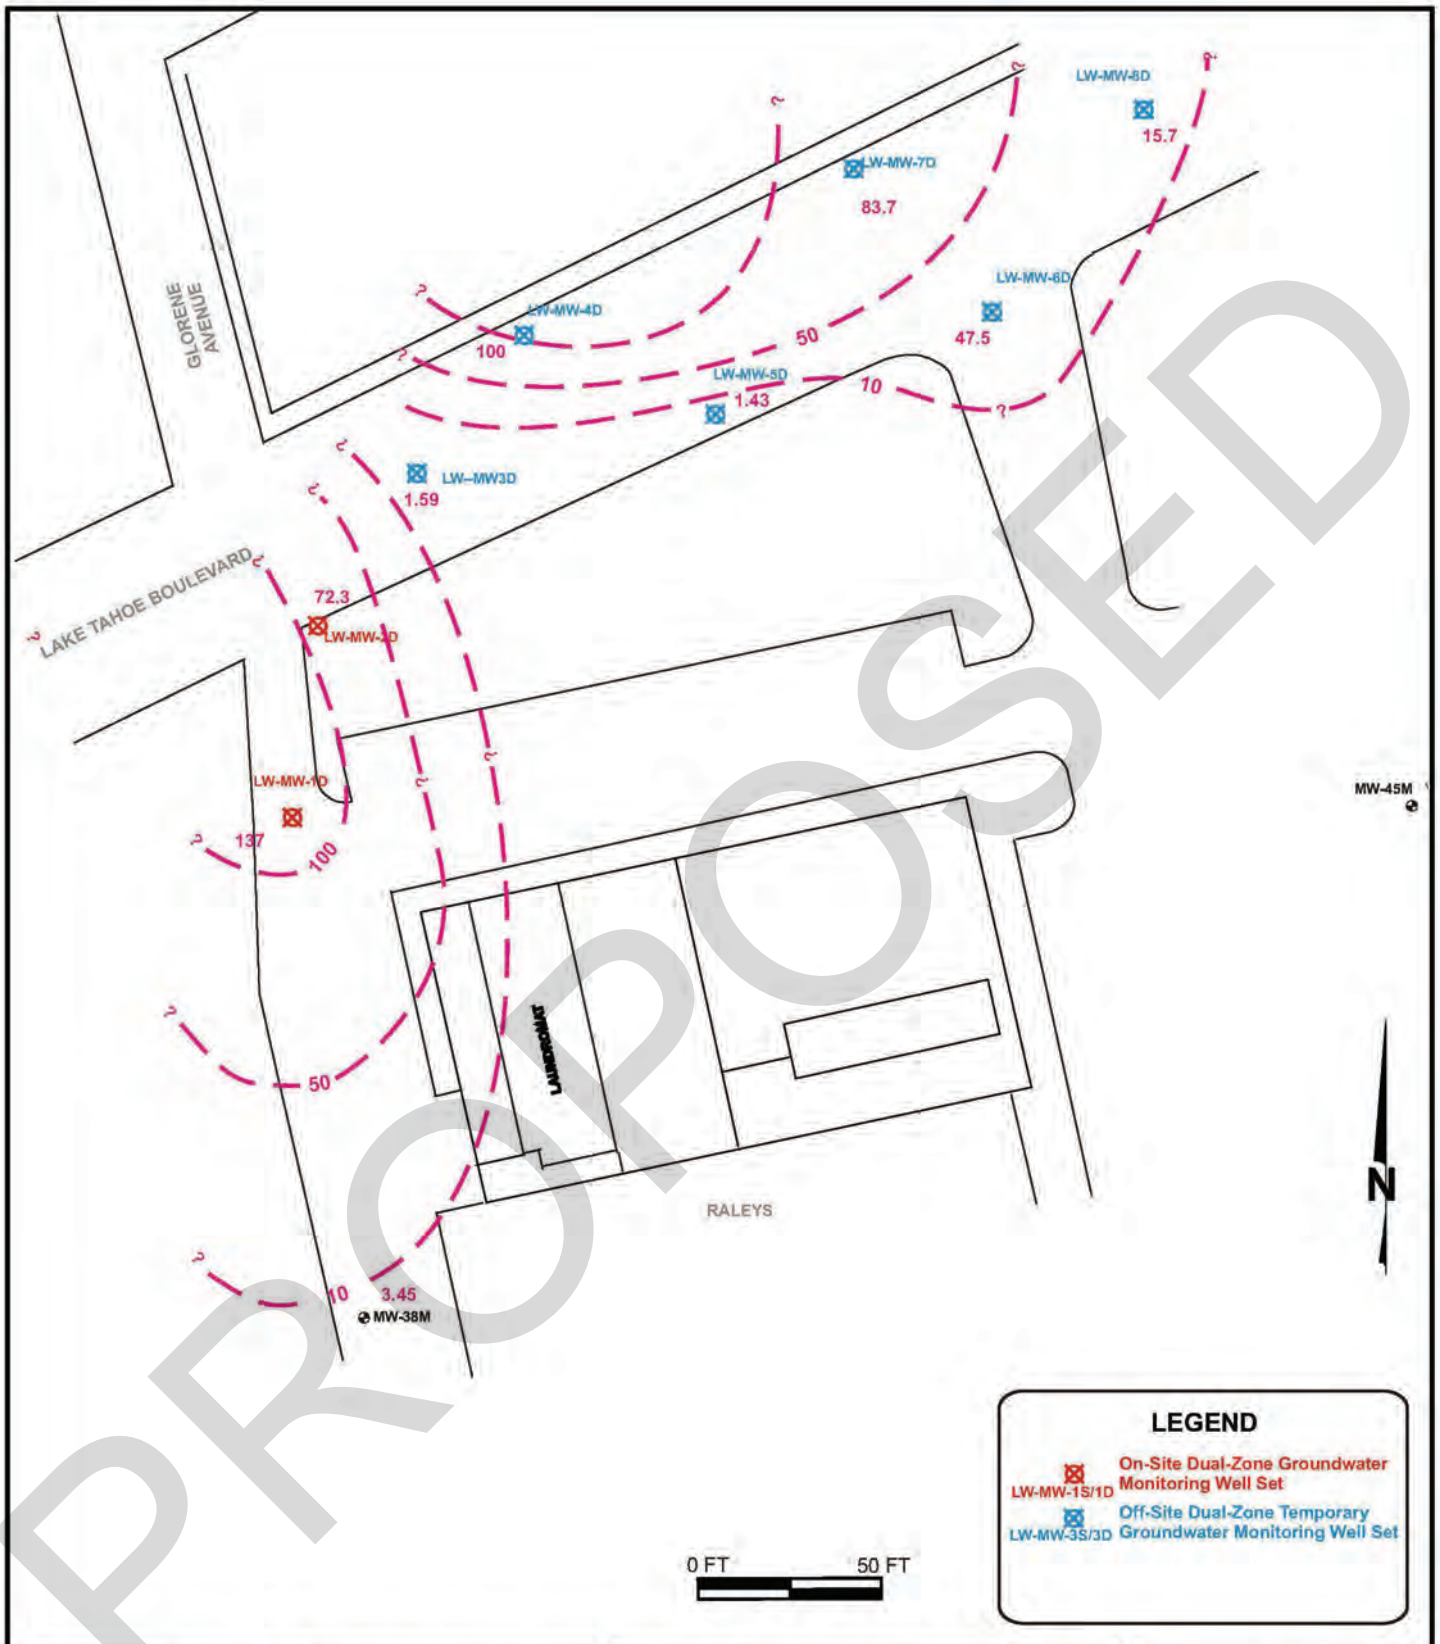 ?
LW-MW-8D
15.7
?
?
LW-MW-7D
83.7
GLORENE
AVENUE
?
LW-MW-4D
100
LW-MW-6D
47.5
50
?
LW-MW-5D
1.43
10
?
?
LW--MW3D
1.59
?
?
LAKE TAHOE BOULEVARD
?
72.3
LW-MW-2D
?
?
LW-MW-1D
137
?
100
MW-45M
?
50
LAUNDROMAT
RALEYS
N
?
10
3.45
MW-38M
PROPOSED
LEGEND
On-Site Dual-Zone Groundwater
Monitoring Well Set
LW-MW-1S/1D
Off-Site Dual-Zone Temporary
Groundwater Monitoring Well Set
LW-MW-3S/3D
0 FT 50 FT